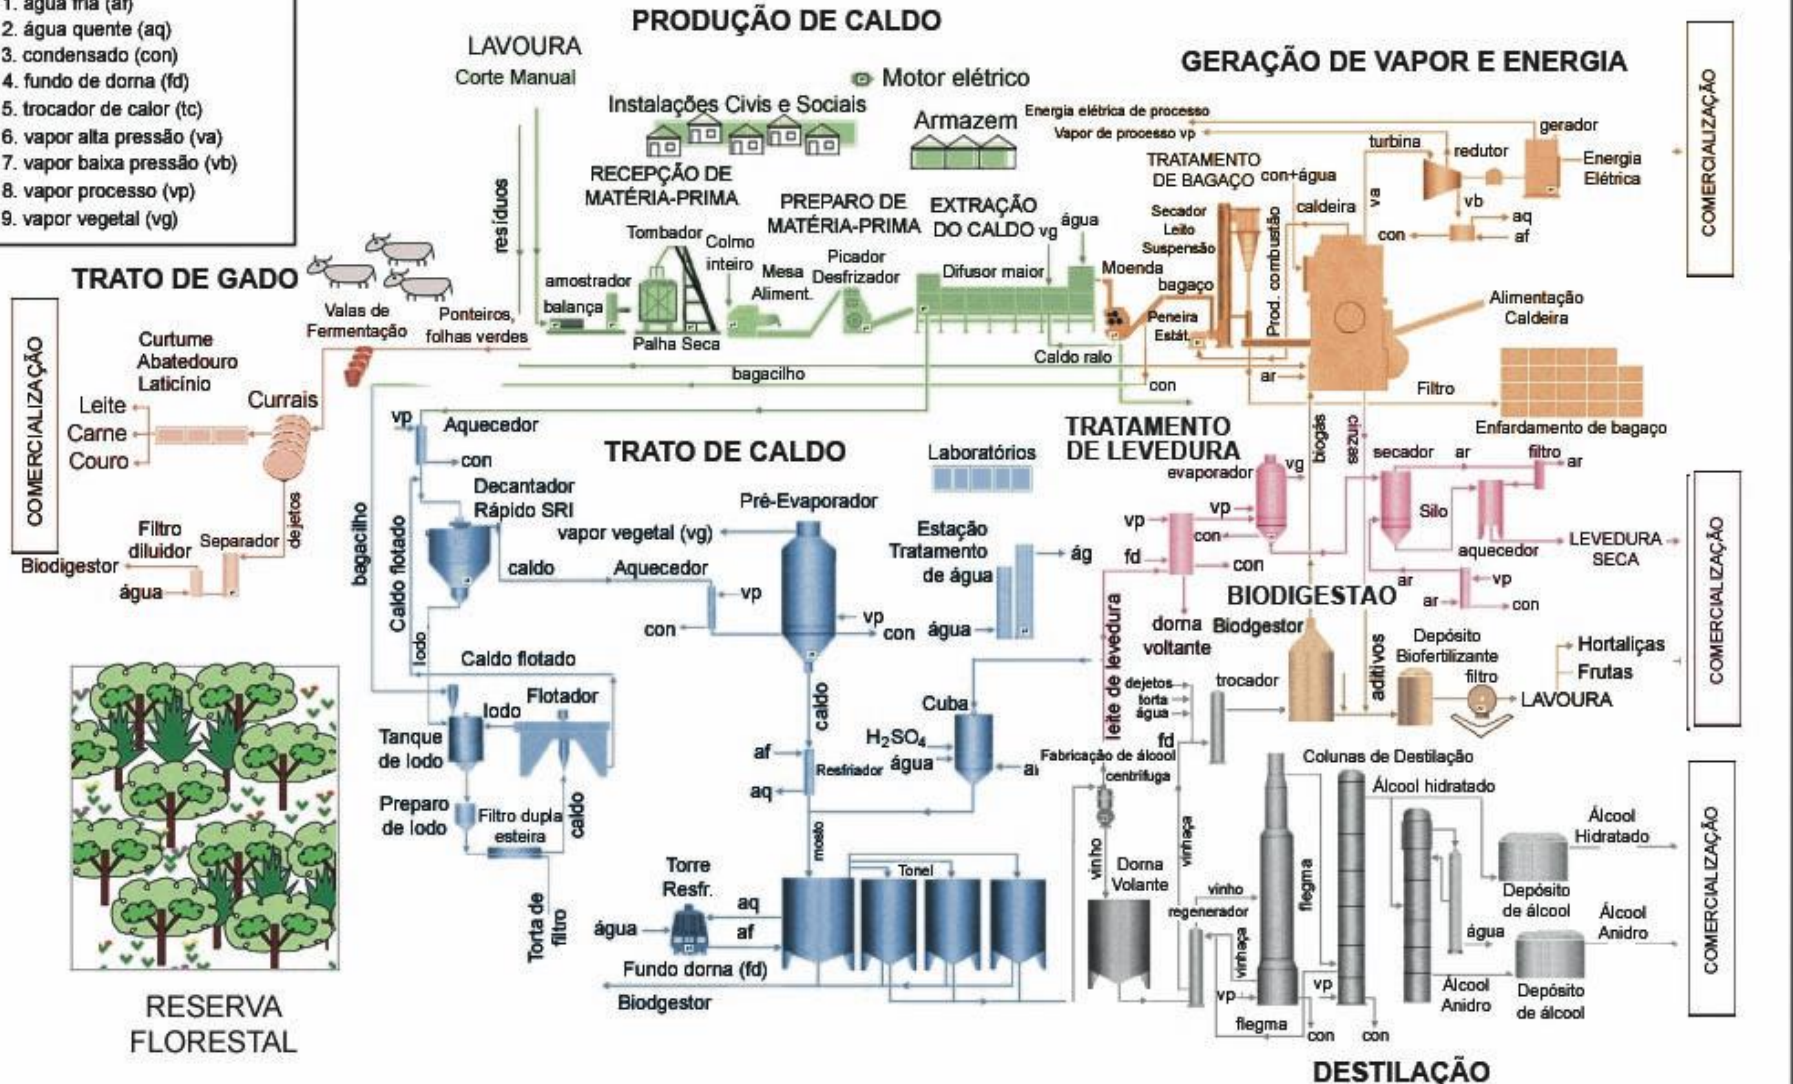 1. água fria (af)
2. água quente (aq)
3. condensado (con)
4. fundo de dorna (fd)
5. trocador de calor (tc)
6. vapor alta pressão (va)
7. vapor baixa pressão (vb)
8. vapor processo (vp)
9. vapor vegetal (vg)
PRODUÇÃO DE CALDO
LAVOURA
Corte Manual
resíduos
Motor elétrico
Instalações Civis e Sociais
Armazem
RECEPÇÃO DE
MATÉRIA-PRIMA
PREPARO DE
MATÉRIA-PRIMA
EXTRAÇÃO
DO CALDO
vg
água
Tombador
Colmo
inteiro
Mesa
Aliment.
Picador
Desfrizador
Difusor maior
amostrador
balança
Palha Seca
Caldo ralo
bagacilho
con
GERAÇÃO DE VAPOR E ENERGIA
Energia elétrica de processo
Vapor de processo vp
TRATAMENTO
DE BAGAÇO
con+água
turbina
redutor
gerador
Energia
Elétrica
va
vb
aq
af
con
caldeira
Secador
Leito
Suspensão
Prod. combustão
Moenda
bagaço
Peneira
Estát.
ar
Alimentação
Caldeira
Filtro
Enfardamento de bagaço
biogás
cinzas
COMERCIALIZAÇÃO
TRATO DE GADO
Valas de
Fermentação
Ponteiros,
folhas verdes
Curtume
Abatedouro
Laticínio
Currais
Leite
Carne
Couro
dejetos
Filtro
diluidor
Separador
Biodigestor
água
COMERCIALIZAÇÃO
RESERVA
FLORESTAL
TRATO DE CALDO
vp
Aquecedor
con
Decantador
Rápido SRI
bagacilho
Caldo flotado
lodo
caldo
Aquecedor
vp
con
vapor vegetal (vg)
Pré-Evaporador
vp
con
Laboratórios
Estação
Tratamento
de água
ág
água
Caldo flotado
Flotador
lodo
Tanque
de lodo
Preparo
de lodo
Filtro dupla
esteira
caldo
Torta de
filtro
caldo
af
Resfriador
aq
mosto
Cuba
H₂SO₄
água
Torre
Resfr.
água
aq
af
Tonel
Fundo dorna (fd)
Biodgestor
TRATAMENTO
DE LEVEDURA
evaporador
vg
vp
vp
con
fd
con
leite de levedura
dorna
voltante
secador
ar
filtro
ar
Silo
aquecedor
LEVEDURA
SECA
ar
vp
ar
con
BIODIGESTAO
Biodgestor
aditivos
Depósito
Biofertilizante
filtro
Hortaliças
Frutas
LAVOURA
COMERCIALIZAÇÃO
dejetos
torta
água
fd
trocador
Fabricação de álcool
centrífuga
vinho
Dorna
Volante
vinhaça
vinho
regenerador
vinhaça
vp
flegma
flegma
con
vp
con
Colunas de Destilação
Álcool hidratado
Álcool
Hidratado
Depósito
de álcool
água
Álcool
Anidro
Álcool
Anidro
Depósito
de álcool
COMERCIALIZAÇÃO
DESTILAÇÃO